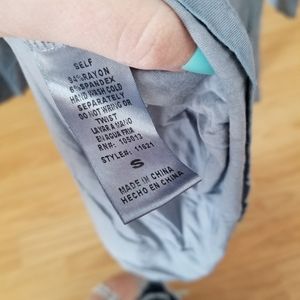 SELF
94%RAYON
6%SPANDEX
HAND WASH COLD
SEPARATELY
DO NOT WRING OR
TWIST
LAVAR A MANO
EN AGUA FRIA
RN#: 105013
STYLE#: 11621
S
MADE IN CHINA
HECHO EN CHINA